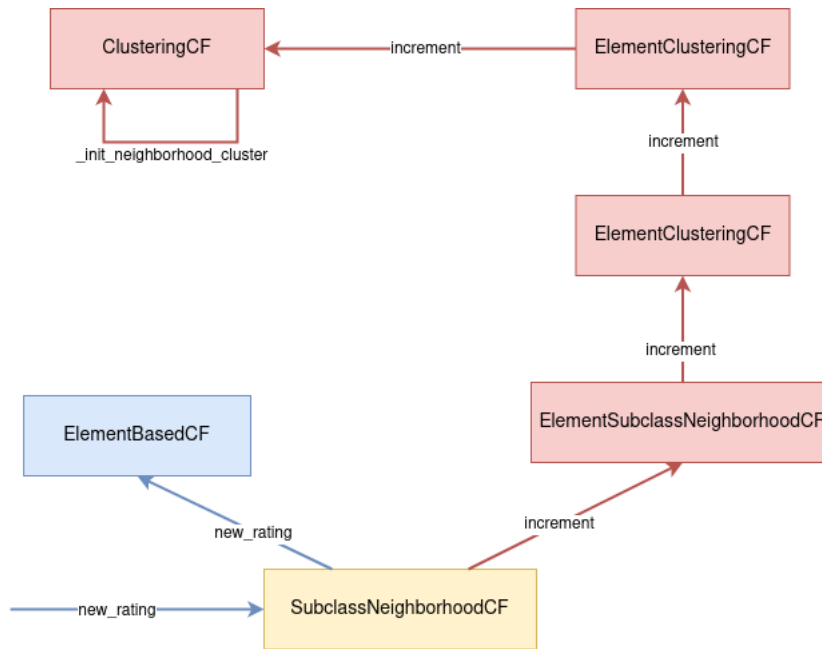 ClusteringCF
increment
ElementClusteringCF
_init_neighborhood_cluster
increment
ElementClusteringCF
increment
ElementBasedCF
ElementSubclassNeighborhoodCF
new_rating
increment
new_rating
SubclassNeighborhoodCF